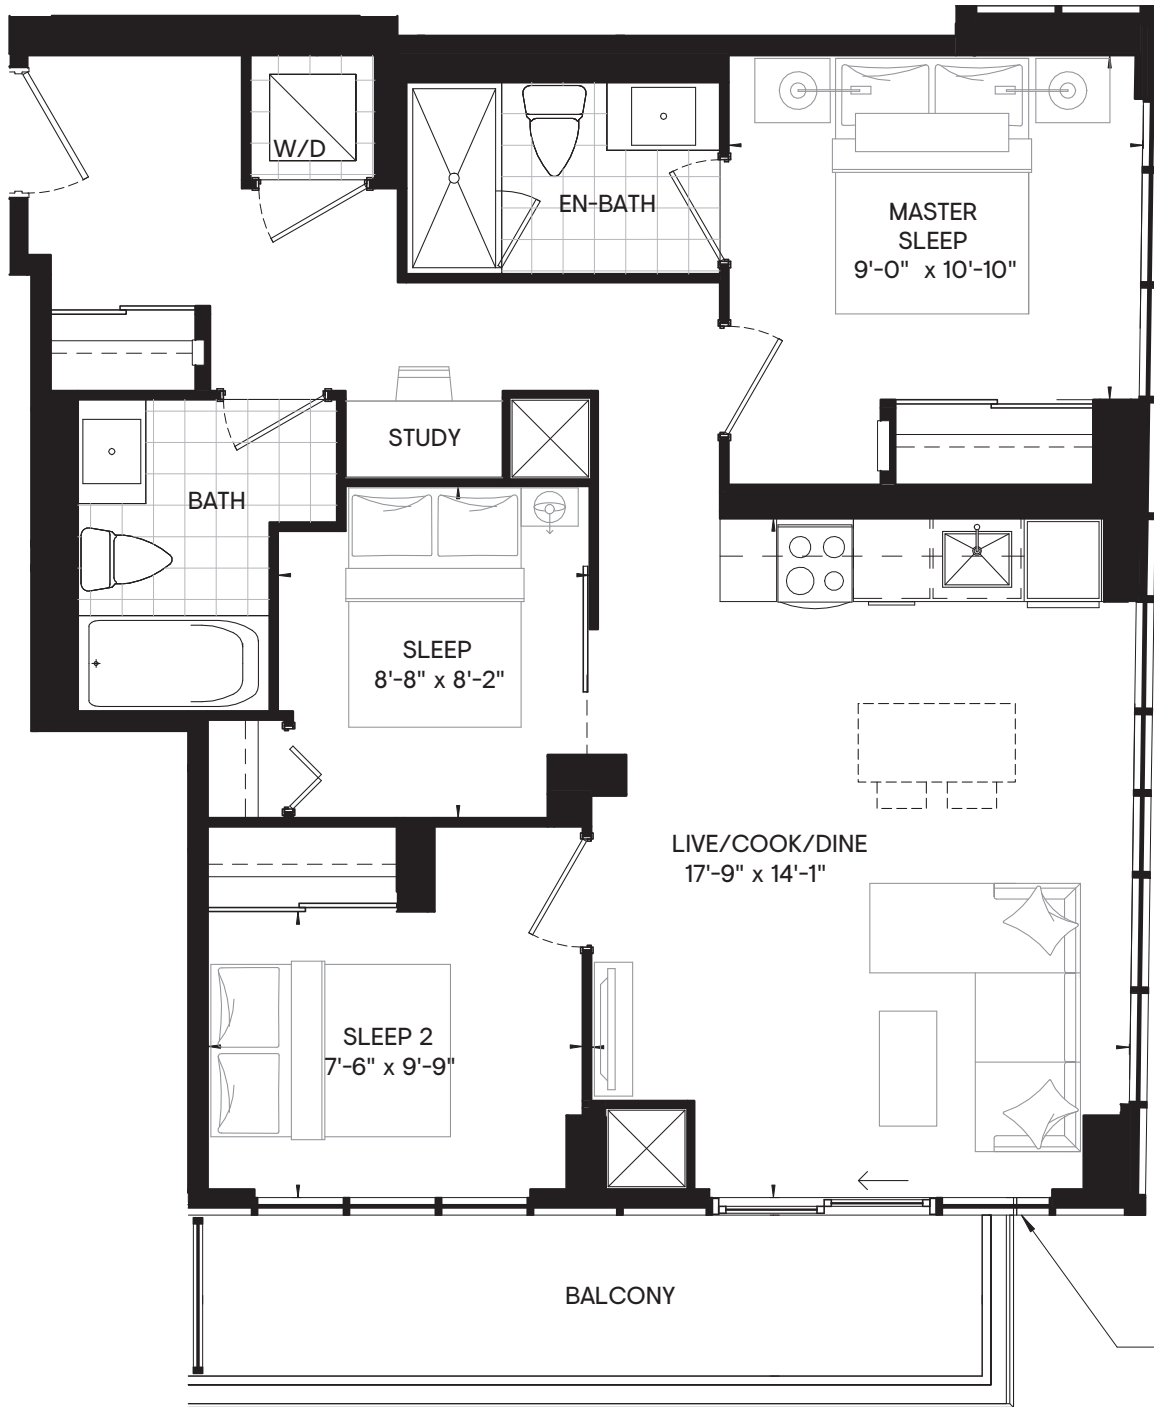 W/D
EN-BATH
MASTER
SLEEP
9'-0" x 10'-10"
STUDY
BATH
SLEEP
8'-8" x 8'-2"
LIVE/COOK/DINE
17'-9" x 14'-1"
SLEEP 2
7'-6" x 9'-9"
BALCONY